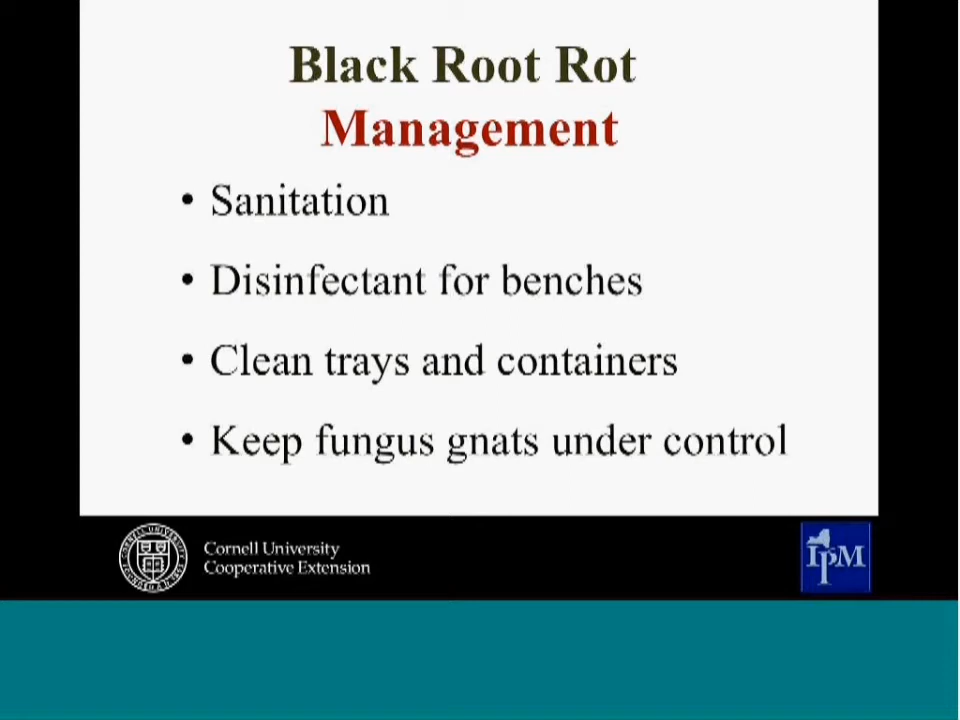 Black Root Rot
Management
• Sanitation
• Disinfectant for benches
• Clean trays and containers
• Keep fungus gnats under control
Cornell University
Cooperative Extension
IPM